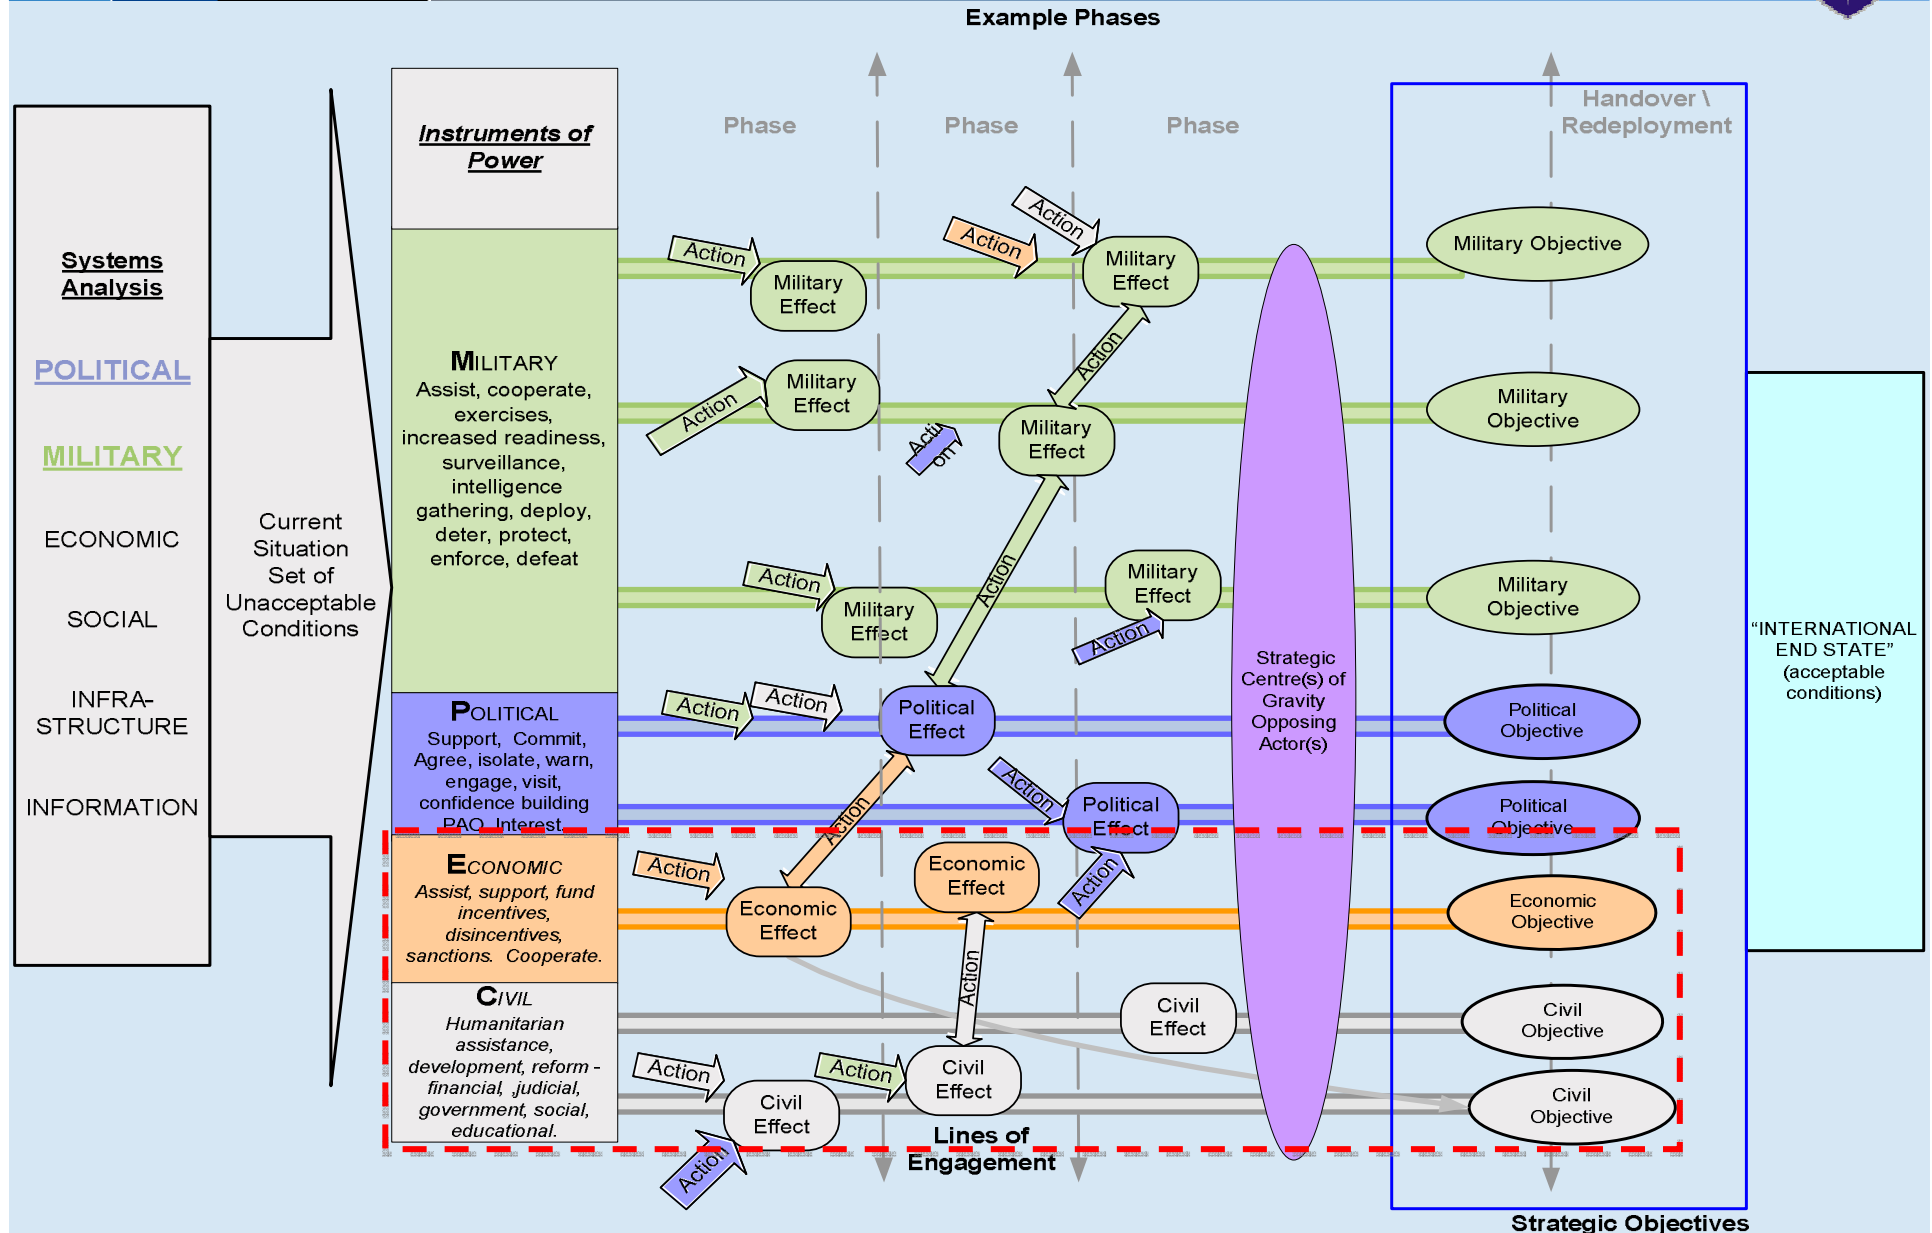 Example Phases
Handover \
Redeployment
Phase
Phase
Phase
Systems
Analysis
POLITICAL
MILITARY
ECONOMIC
SOCIAL
INFRA-
STRUCTURE
INFORMATION
Current
Situation
Set of
Unacceptable
Conditions
Instruments of
Power
MILITARY
Assist, cooperate,
exercises,
increased readiness,
surveillance,
intelligence
gathering, deploy,
deter, protect,
enforce, defeat
POLITICAL
Support, Commit,
Agree, isolate, warn,
engage, visit,
confidence building
PAO Interest.
ECONOMIC
Assist, support, fund
incentives,
disincentives,
sanctions. Cooperate.
CIVIL
Humanitarian
assistance,
development, reform -
financial, ,judicial,
government, social,
educational.
Action
Military
Effect
Action
Action
Military
Effect
Military Objective
Action
Military
Effect
Action
Acti
on
Military
Effect
Military
Objective
Action
Action
Military
Effect
Military
Effect
Action
Military
Objective
Action
Action
Political
Effect
Political
Objective
Action
Action
Political
Effect
Action
Political
Objective
Action
Economic
Effect
Economic
Effect
Economic
Objective
Action
Civil
Effect
Civil
Objective
Action
Action
Civil
Effect
Action
Civil
Effect
Civil
Objective
Strategic
Centre(s) of
Gravity
Opposing
Actor(s)
“INTERNATIONAL
END STATE”
(acceptable
conditions)
Lines of
Engagement
Strategic Objectives